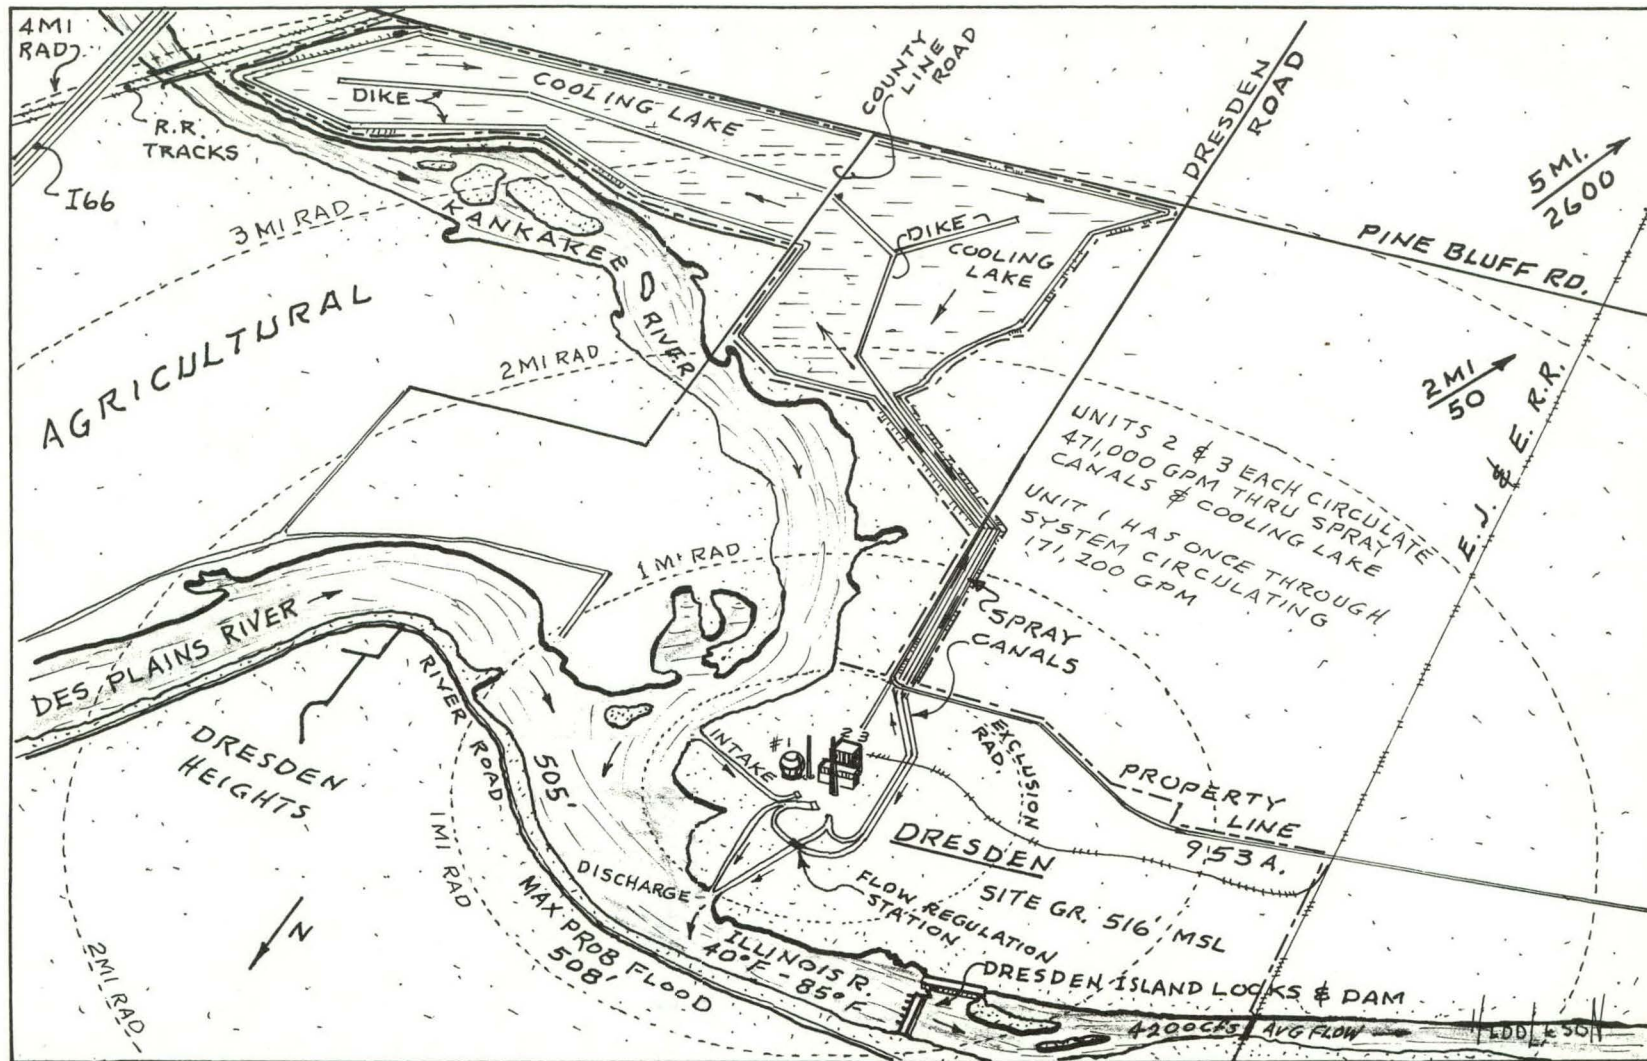 4 MI
RAD
R.R.
TRACKS
I66
DIKE
COOLING LAKE
COUNTY
LINE
ROAD
DRESDEN
ROAD
5 MI.
2600
3 MI RAD
KANKAKEE
RIVER
DIKE
COOLING
LAKE
PINE BLUFF RD.
AGRICULTURAL
2 MI RAD
2 MI
50
E.J. & E. R.R.
UNITS 2 & 3 EACH CIRCULATE
471,000 GPM THRU SPRAY
CANALS & COOLING LAKE
UNIT 1 HAS ONCE THROUGH
SYSTEM CIRCULATING
171,200 GPM
1 MI RAD
SPRAY
CANALS
DES PLAINS RIVER
RIVER
ROAD
DRESDEN
HEIGHTS
505'
INTAKE
#1
2 3
EXCLUSION
RAD.
PROPERTY
LINE
953 A.
DRESDEN
SITE GR. 516' MSL
1 MI RAD
DISCHARGE
FLOW REGULATION
STATION
MAX PROB FLOOD
508'
ILLINOIS R
40°F - 85°F
N
2 MI RAD
DRESDEN ISLAND LOCKS & DAM
4200 CFS AVG FLOW